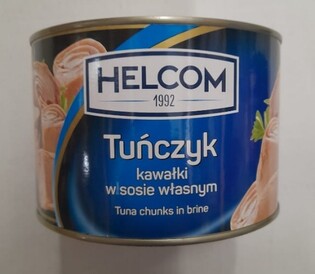 HELCOM
1992
Tuńczyk
kawałki
w sosie własnym
Tuna chunks in brine